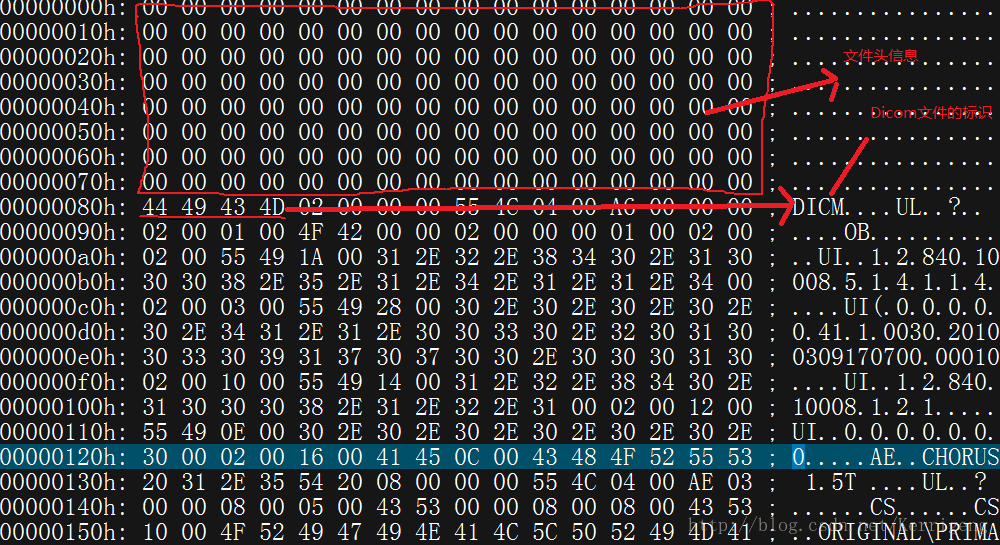 00000000h: 00 00 00 00 00 00 00 00 00 00 00 00 00 00 00 00 ; ................
00000010h: 00 00 00 00 00 00 00 00 00 00 00 00 00 00 00 00 ; ................
00000020h: 00 00 00 00 00 00 00 00 00 00 00 00 00 00 00 00 ; ................
文件头信息
00000030h: 00 00 00 00 00 00 00 00 00 00 00 00 00 00 00 00 ; ................
00000040h: 00 00 00 00 00 00 00 00 00 00 00 00 00 00 00 00 ; ................
Dicom文件的标识
00000050h: 00 00 00 00 00 00 00 00 00 00 00 00 00 00 00 00 ; ................
00000060h: 00 00 00 00 00 00 00 00 00 00 00 00 00 00 00 00 ; ................
00000070h: 00 00 00 00 00 00 00 00 00 00 00 00 00 00 00 00 ; ................
00000080h: 44 49 43 4D 02 00 00 00 55 4C 04 00 A6 00 00 00 ; DICM....UL..?..
00000090h: 02 00 01 00 4F 42 00 00 02 00 00 00 01 00 02 00 ; ....OB..........
000000a0h: 02 00 55 49 1A 00 31 2E 32 2E 38 34 30 2E 31 30 ; ..UI..1.2.840.10
000000b0h: 30 30 38 2E 35 2E 31 2E 34 2E 31 2E 31 2E 34 00 ; 008.5.1.4.1.1.4.
000000c0h: 02 00 03 00 55 49 28 00 30 2E 30 2E 30 2E 30 2E ; ....UI(.0.0.0.0.
000000d0h: 30 2E 34 31 2E 31 2E 30 30 33 30 2E 32 30 31 30 ; 0.41.1.0030.2010
000000e0h: 30 33 30 39 31 37 30 37 30 30 2E 30 30 30 31 30 ; 0309170700.00010
000000f0h: 02 00 10 00 55 49 14 00 31 2E 32 2E 38 34 30 2E ; ....UI..1.2.840.
00000100h: 31 30 30 30 38 2E 31 2E 32 2E 31 00 02 00 12 00 ; 10008.1.2.1.....
00000110h: 55 49 0E 00 30 2E 30 2E 30 2E 30 2E 30 2E 30 2E ; UI..0.0.0.0.0.0.
00000120h: 30 00 02 00 16 00 41 45 0C 00 43 48 4F 52 55 53 ; 0.....AE..CHORUS
00000130h: 20 31 2E 35 54 20 08 00 00 00 55 4C 04 00 AE 03 ;  1.5T ....UL..?
00000140h: 00 00 08 00 05 00 43 53 00 00 08 00 08 00 43 53 ; ......CS......CS
00000150h: 10 00 4F 52 49 47 49 4E 41 4C 5C 50 52 49 4D 41 ; ..ORIGINAL\PRIMA